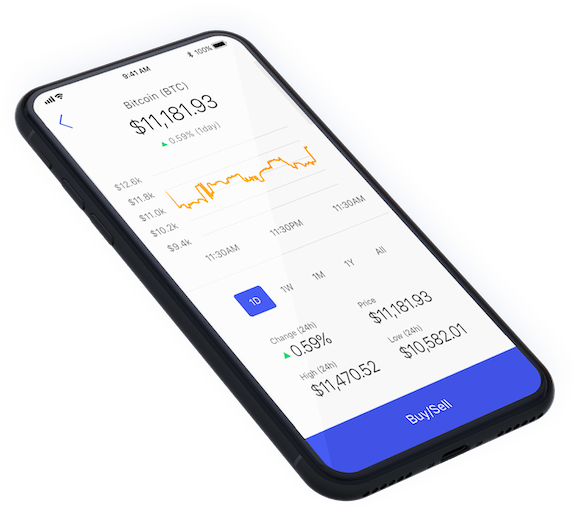 9:41 AM
100%
Bitcoin (BTC)
$11,181.93
▲ 0.59% (1day)
$12.6k
$11.8k
$11.0k
$10.2k
$9.4k
11:30AM
11:30PM
11:30AM
1D
1W
1M
1Y
All
Change (24h)
▲0.59%
Price
$11,181.93
High (24h)
$11,470.52
Low (24h)
$10,582.01
Buy/Sell